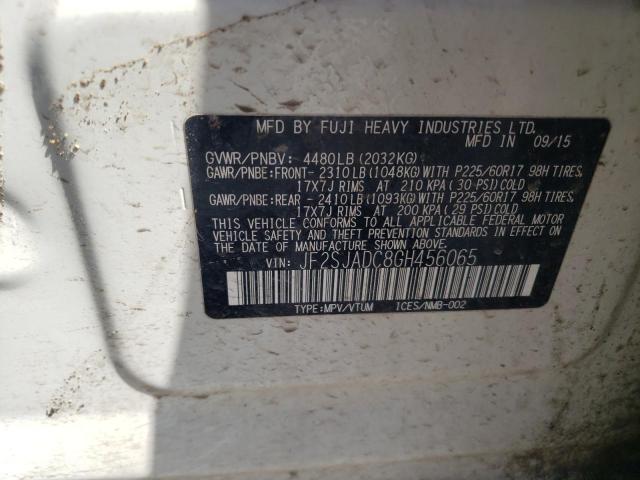 MFD BY FUJI HEAVY INDUSTRIES LTD.
MFD IN 09/15
GVWR/PNBV: 4480LB (2032KG)
GAWR/PNBE:FRONT- 2310LB (1048KG) WITH P225/60R17 98H TIRES,
17X7J RIMS AT 210 KPA (30 PSI) COLD
GAWR/PNBE:REAR - 2410LB (1093KG) WITH P225/60R17 98H TIRES,
17X7J RIMS AT 200 KPA (29 PSI) COLD
THIS VEHICLE CONFORMS TO ALL APPLICABLE FEDERAL MOTOR
VEHICLE SAFETY AND THEFT PREVENTION STANDARDS IN EFFECT ON
THE DATE OF MANUFACTURE SHOWN ABOVE.
VIN: JF2SJADC8GH456065
TYPE:MPV/VTUM ICES/NMB-002